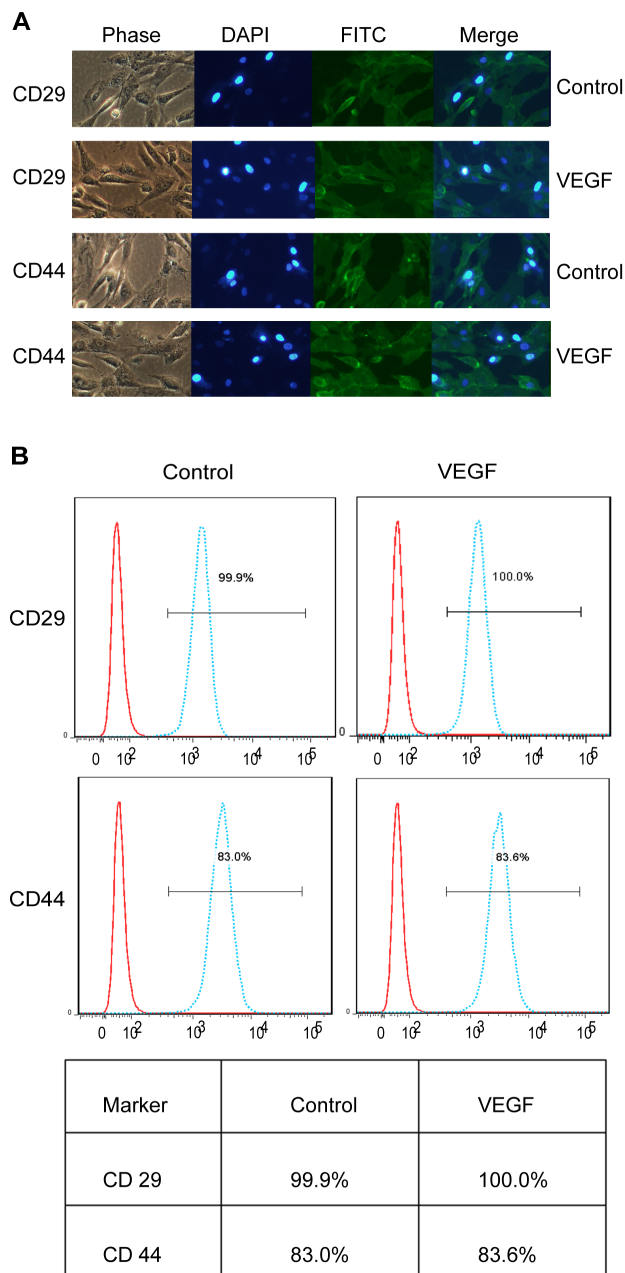 A
Phase DAPI FITC Merge
CD29 Control
CD29 VEGF
CD44 Control
CD44 VEGF
B
Control VEGF
CD29
99.9%
0
0 10² 10³ 10⁴ 10⁵
100.0%
0
0 10² 10³ 10⁴ 10⁵
CD44
83.0%
0
0 10² 10³ 10⁴ 10⁵
83.6%
0
0 10² 10³ 10⁴ 10⁵
Marker Control VEGF
CD 29 99.9% 100.0%
CD 44 83.0% 83.6%